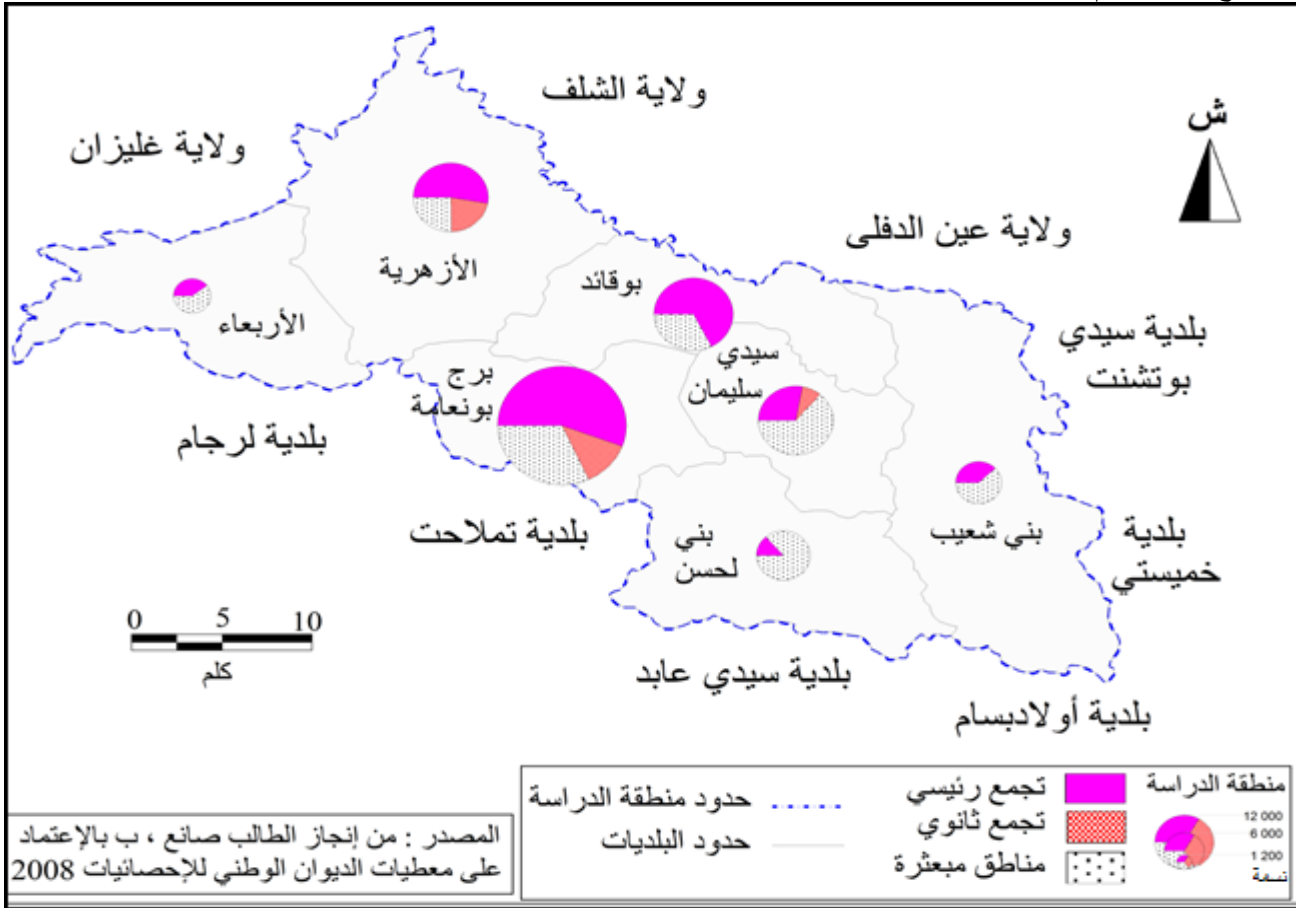 ولاية الشلف
ش
ولاية غليزان
ولاية عين الدفلى
الأزهرية
بوقائد
الأربعاء
بلدية سيدي
بوتشنت
سيدي
سليمان
برج
بونعامة
بلدية لرجام
بلدية تملاحت
بني
لحسن
بني شعيب
بلدية
خميستي
0 5 10
كلم
بلدية سيدي عابد
بلدية أولادبسام
منطقة الدراسة
12 000
6 000
1 200
نسمة
تجمع رئيسي
تجمع ثانوي
مناطق مبعثرة
حدود منطقة الدراسة
حدود البلديات
المصدر : من إنجاز الطالب صانع ، ب بالإعتماد
على معطيات الديوان الوطني للإحصائيات 2008